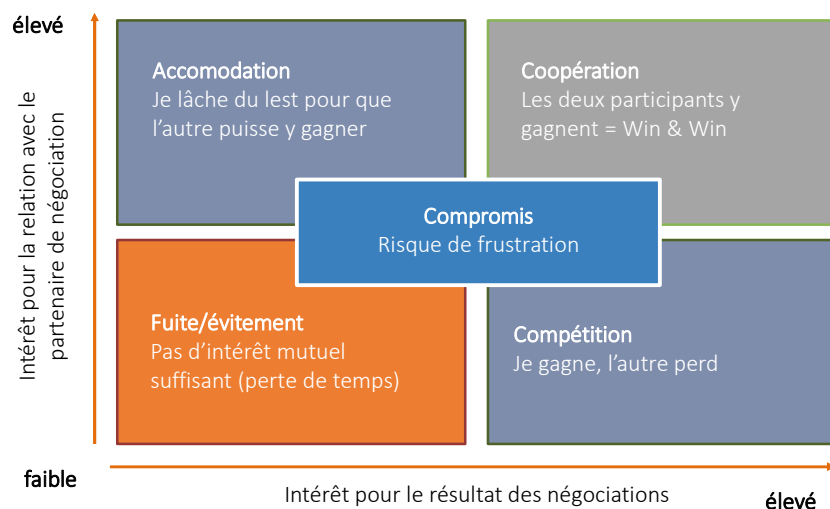 élevé
Intérêt pour la relation avec le
partenaire de négociation
Accomodation
Je lâche du lest pour que
l’autre puisse y gagner
Coopération
Les deux participants y
gagnent = Win & Win
Compromis
Risque de frustration
Fuite/évitement
Pas d’intérêt mutuel
suffisant (perte de temps)
Compétition
Je gagne, l’autre perd
faible
Intérêt pour le résultat des négociations
élevé